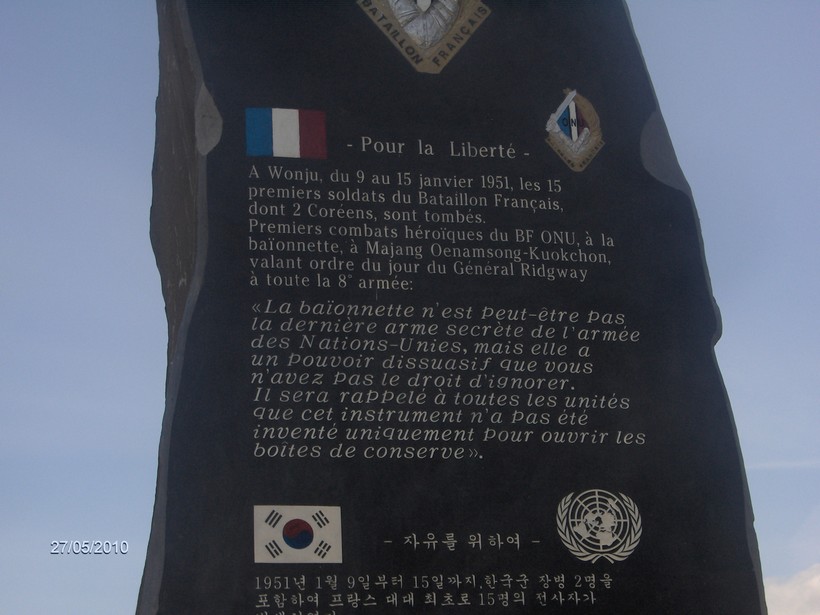 BATAILLON FRANÇAIS
- Pour la Liberté -
A Wonju, du 9 au 15 janvier 1951, les 15
premiers soldats du Bataillon Français,
dont 2 Coréens, sont tombés.
Premiers combats héroïques du BF ONU, à la
baïonnette, à Majang Oenamsong-Kuokchon,
valant ordre du jour du Général Ridgway
à toute la 8° armée:
«La baïonnette n'est peut-être pas
la dernière arme secrète de l'armée
des Nations-Unies, mais elle a
un pouvoir dissuasif que vous
n'avez pas le droit d'ignorer.
Il sera rappelé à toutes les unités
que cet instrument n'a pas été
inventé uniquement pour ouvrir les
boîtes de conserve».
- 자유를 위하여 -
27/05/2010
1951년 1월 9일부터 15일까지, 한국군 장병 2명을
포함하여 프랑스 대대 최초로 15명의 전사자가